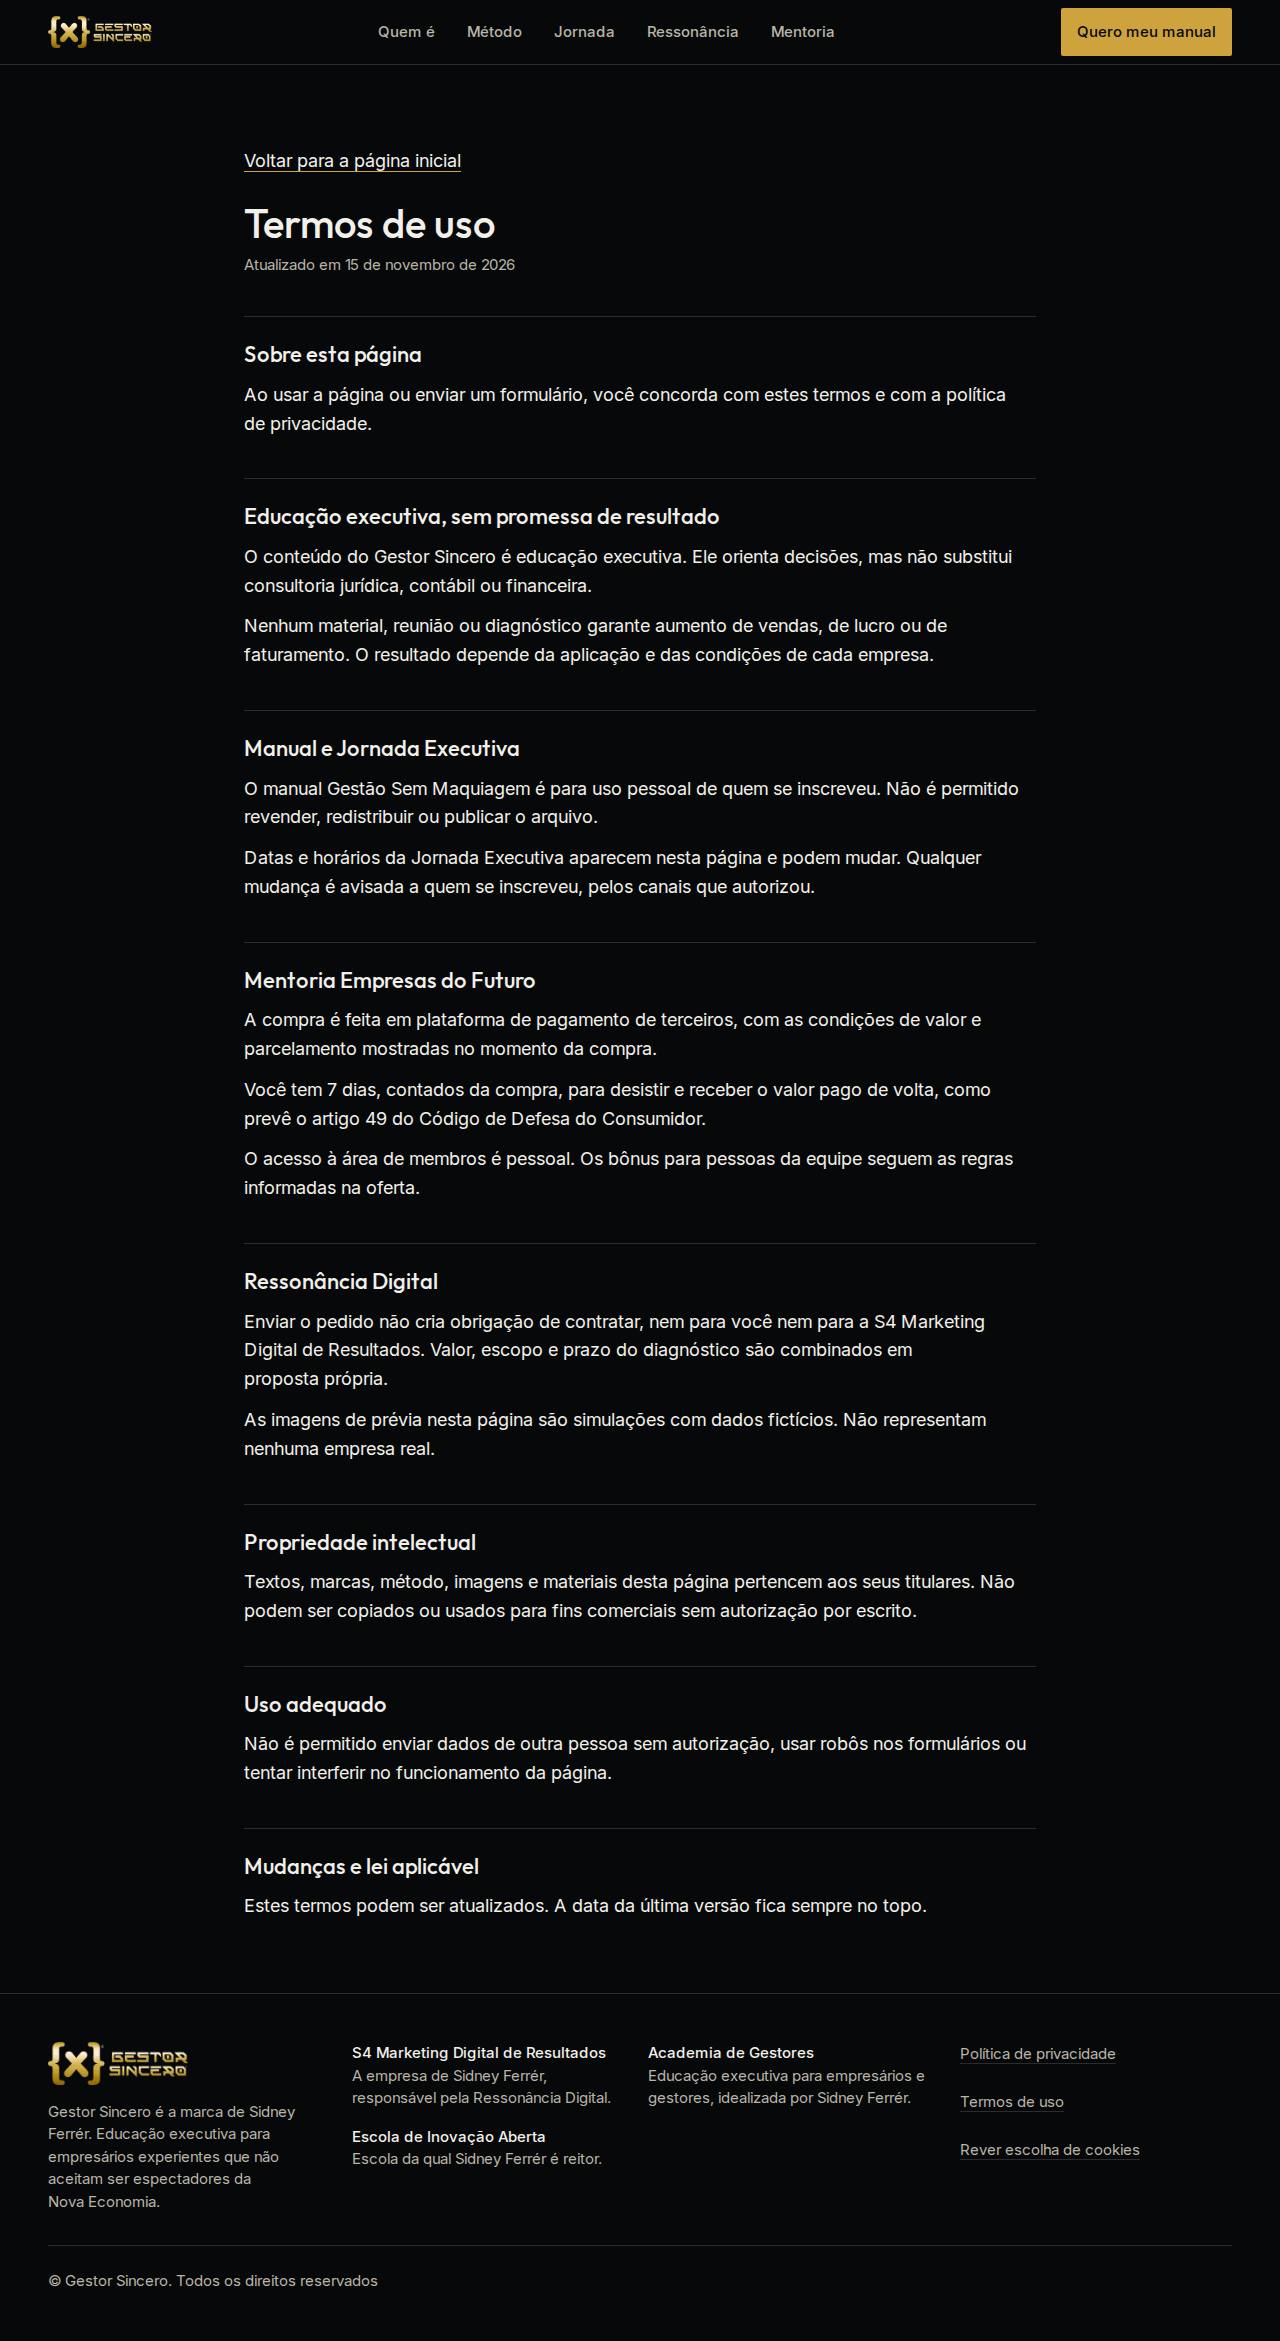 GESTOR
SINCERO
Quem é
Método
Jornada
Ressonância
Mentoria
Quero meu manual
Voltar para a página inicial
Termos de uso
Atualizado em 15 de novembro de 2026
Sobre esta página
Ao usar a página ou enviar um formulário, você concorda com estes termos e com a política
de privacidade.
Educação executiva, sem promessa de resultado
O conteúdo do Gestor Sincero é educação executiva. Ele orienta decisões, mas não substitui
consultoria jurídica, contábil ou financeira.
Nenhum material, reunião ou diagnóstico garante aumento de vendas, de lucro ou de
faturamento. O resultado depende da aplicação e das condições de cada empresa.
Manual e Jornada Executiva
O manual Gestão Sem Maquiagem é para uso pessoal de quem se inscreveu. Não é permitido
revender, redistribuir ou publicar o arquivo.
Datas e horários da Jornada Executiva aparecem nesta página e podem mudar. Qualquer
mudança é avisada a quem se inscreveu, pelos canais que autorizou.
Mentoria Empresas do Futuro
A compra é feita em plataforma de pagamento de terceiros, com as condições de valor e
parcelamento mostradas no momento da compra.
Você tem 7 dias, contados da compra, para desistir e receber o valor pago de volta, como
prevê o artigo 49 do Código de Defesa do Consumidor.
O acesso à área de membros é pessoal. Os bônus para pessoas da equipe seguem as regras
informadas na oferta.
Ressonância Digital
Enviar o pedido não cria obrigação de contratar, nem para você nem para a S4 Marketing
Digital de Resultados. Valor, escopo e prazo do diagnóstico são combinados em
proposta própria.
As imagens de prévia nesta página são simulações com dados fictícios. Não representam
nenhuma empresa real.
Propriedade intelectual
Textos, marcas, método, imagens e materiais desta página pertencem aos seus titulares. Não
podem ser copiados ou usados para fins comerciais sem autorização por escrito.
Uso adequado
Não é permitido enviar dados de outra pessoa sem autorização, usar robôs nos formulários ou
tentar interferir no funcionamento da página.
Mudanças e lei aplicável
Estes termos podem ser atualizados. A data da última versão fica sempre no topo.
GESTOR
SINCERO
Gestor Sincero é a marca de Sidney
Ferrér. Educação executiva para
empresários experientes que não
aceitam ser espectadores da
Nova Economia.
S4 Marketing Digital de Resultados
A empresa de Sidney Ferrér,
responsável pela Ressonância Digital.
Escola de Inovação Aberta
Escola da qual Sidney Ferrér é reitor.
Academia de Gestores
Educação executiva para empresários e
gestores, idealizada por Sidney Ferrér.
Política de privacidade
Termos de uso
Rever escolha de cookies
© Gestor Sincero. Todos os direitos reservados